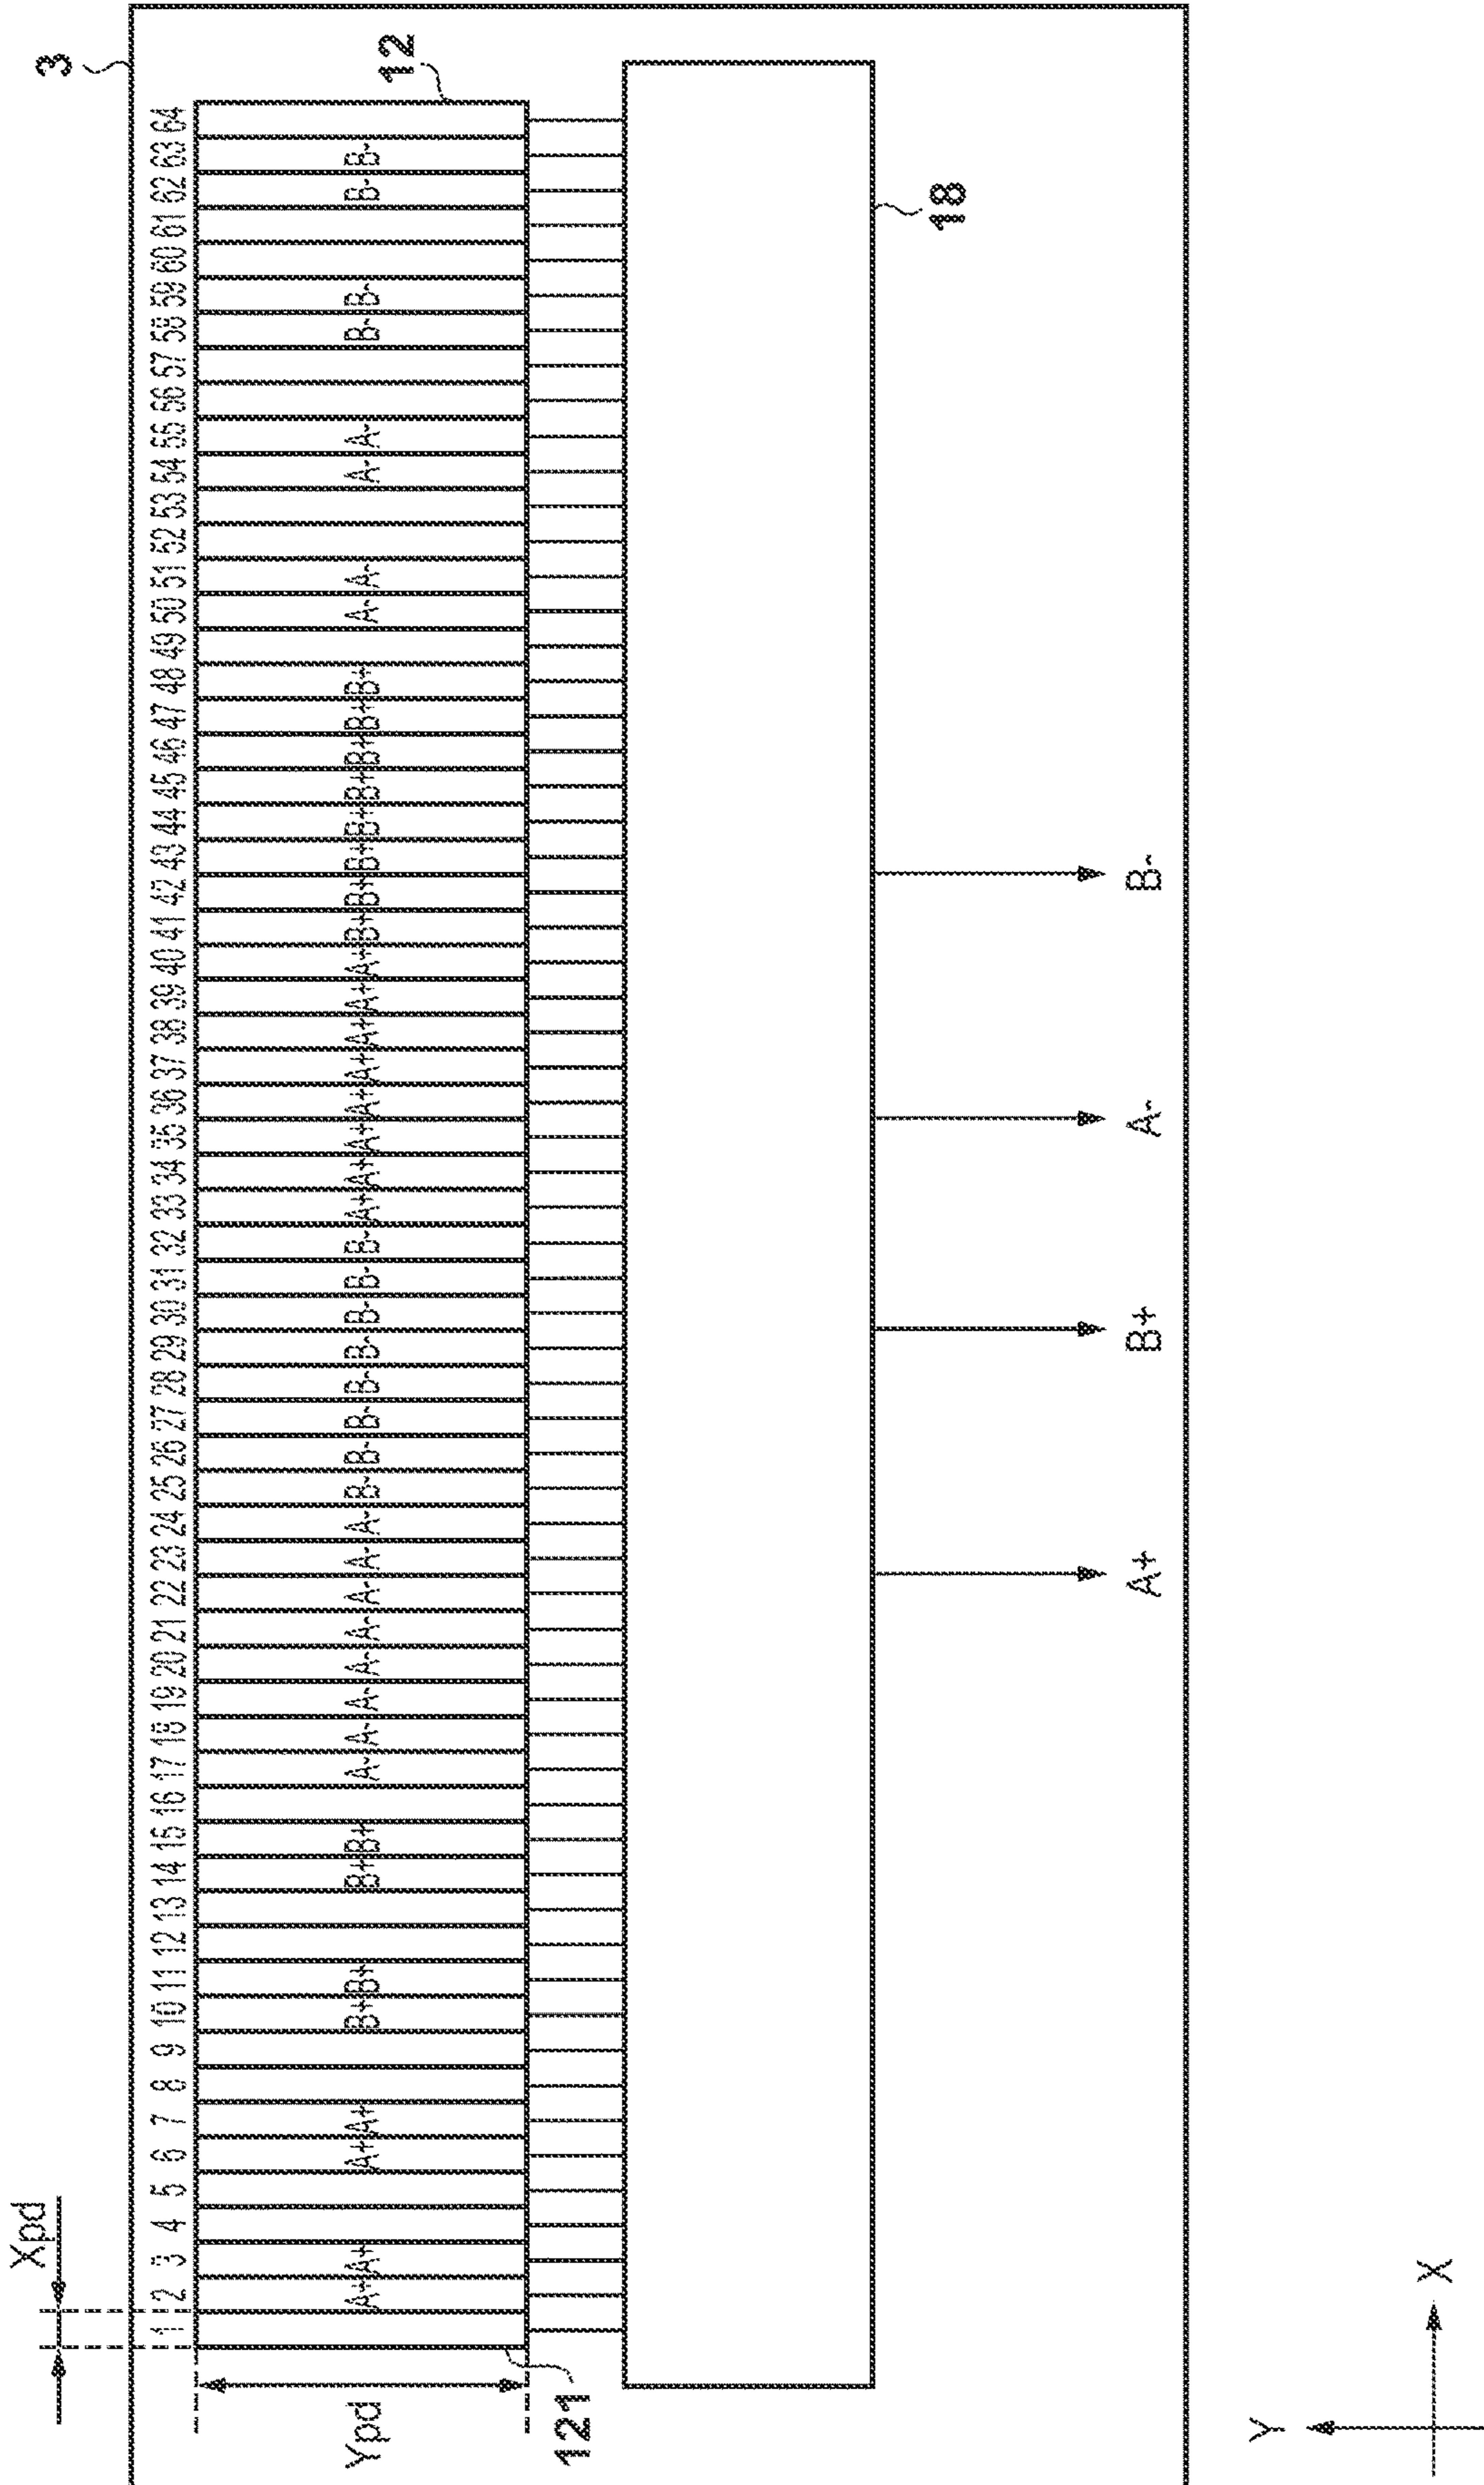 3
12
Xpd
1 2 3 4 5 6 7 8 9 10 11 12 13 14 15 16 17 18 19 20 21 22 23 24 25 26 27 28 29 30 31 32 33 34 35 36 37 38 39 40 41 42 43 44 45 46 47 48 49 50 51 52 53 54 55 56 57 58 59 60 61 62 63 64
Ypd
A+ A+ A+ A+ B+ B+ B+ B+ A- A- A- A- A- A- A- A- B- B- B- B- B- B- B- B- A+ A+ A+ A+ A+ A+ A+ A+ B+ B+ B+ B+ B+ B+ B+ B+ A- A- A- A- B- B- B- B-
121
18
A+ B+ A- B-
Y
X